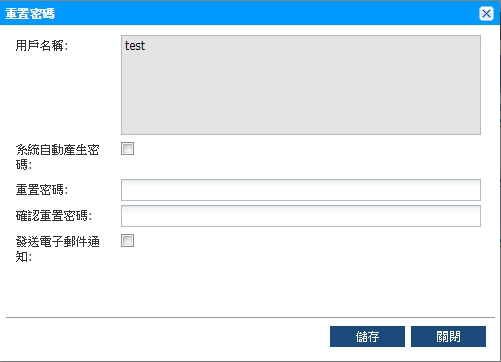 重置密碼
用戶名稱:
test
系統自動產生密
碼:
重置密碼:
確認重置密碼:
發送電子郵件通
知:
儲存
關閉